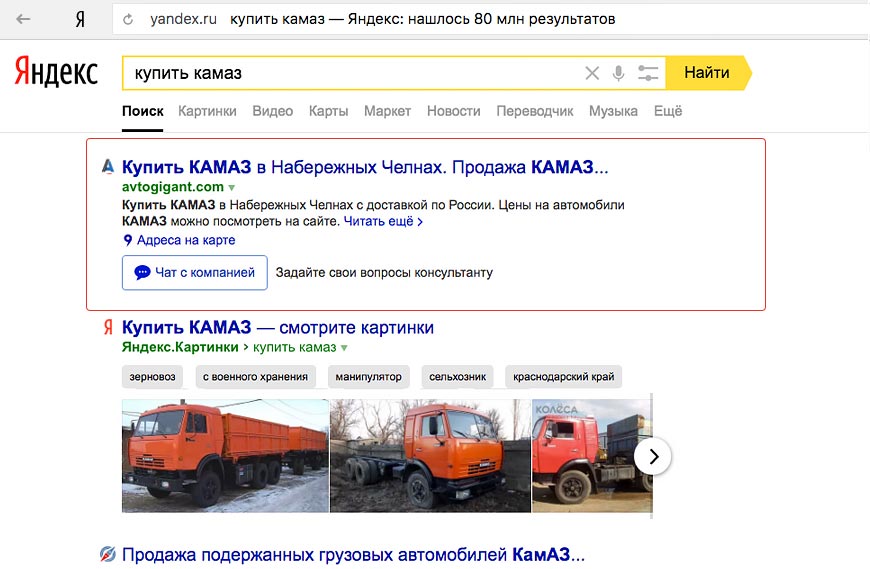 Я yandex.ru купить камаз — Яндекс: нашлось 80 млн результатов
Яндекс купить камаз Найти
Поиск Картинки Видео Карты Маркет Новости Переводчик Музыка Ещё
Купить КАМАЗ в Набережных Челнах. Продажа КАМАЗ...
avtogigant.com
Купить КАМАЗ в Набережных Челнах с доставкой по России. Цены на автомобили
КАМАЗ можно посмотреть на сайте. Читать ещё >
Адреса на карте
Чат с компанией Задайте свои вопросы консультанту
Я Купить КАМАЗ — смотрите картинки
Яндекс.Картинки > купить камаз
зерновоз с военного хранения манипулятор сельхозник краснодарский край
КОЛЁСА
Продажа подержанных грузовых автомобилей КамАЗ...